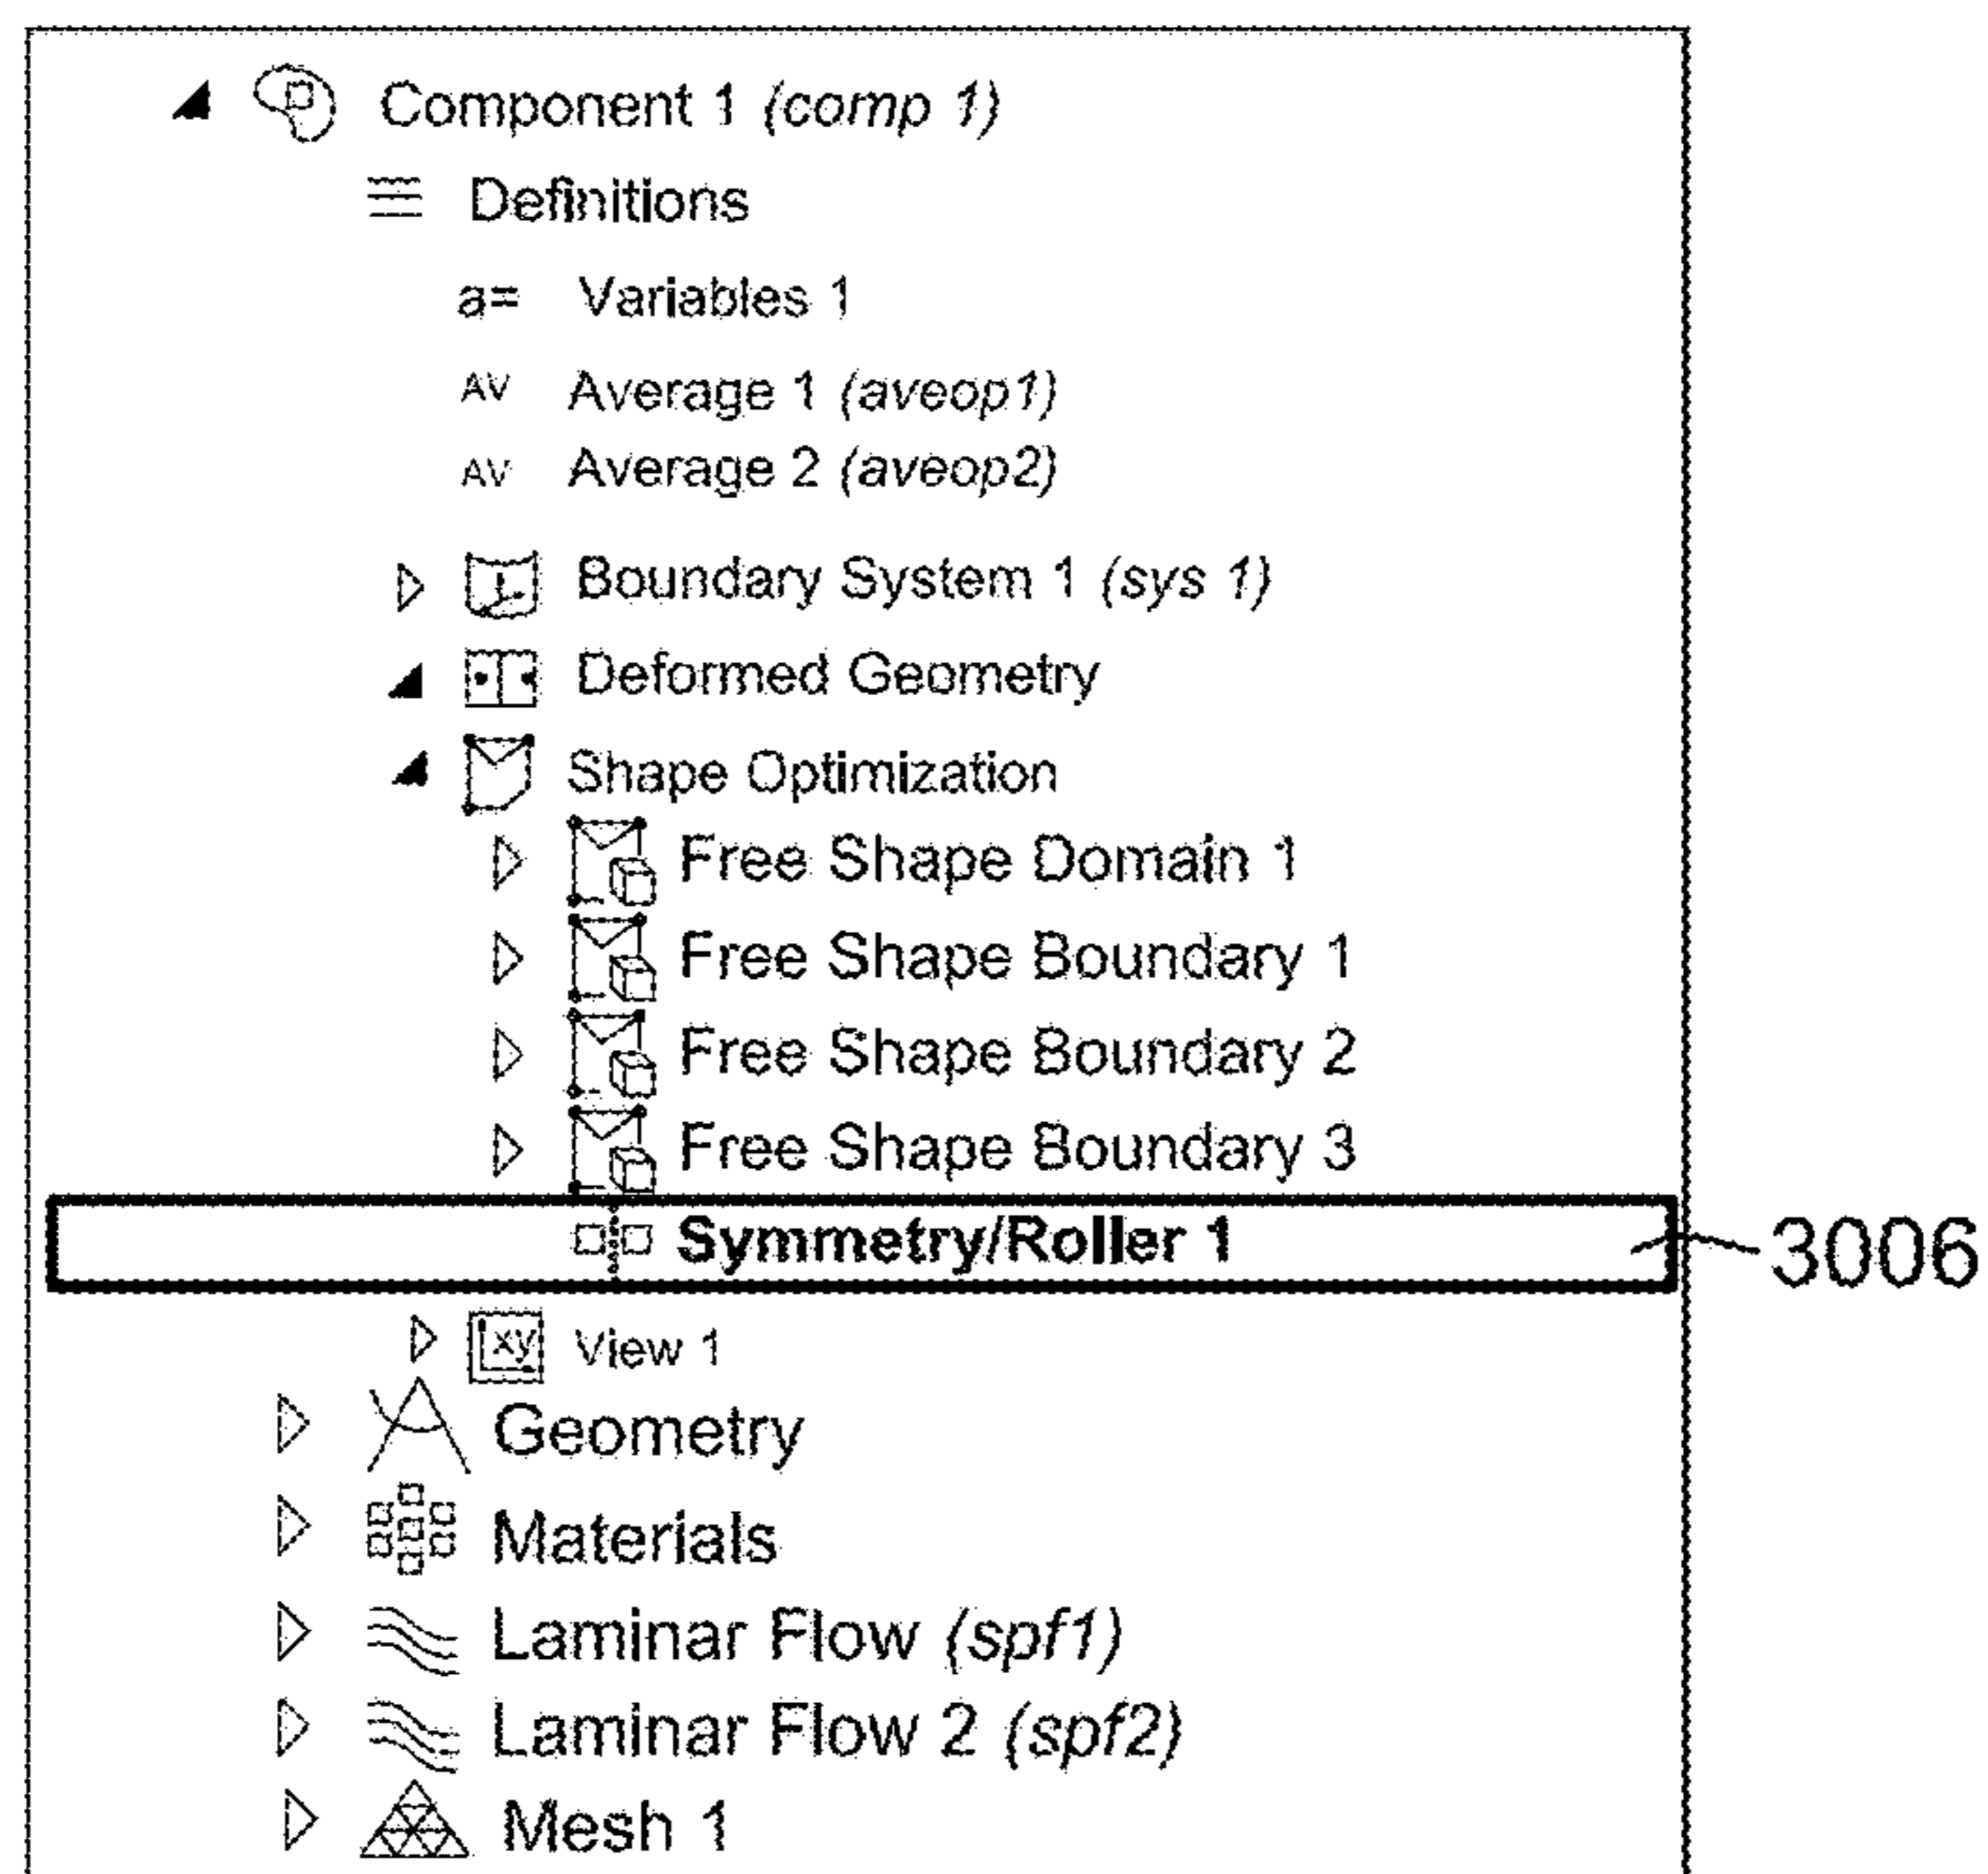 Component 1 (comp 1)
Definitions
a= Variables 1
AV Average 1 (aveop1)
AV Average 2 (aveop2)
Boundary System 1 (sys 1)
Deformed Geometry
Shape Optimization
Free Shape Domain 1
Free Shape Boundary 1
Free Shape Boundary 2
Free Shape Boundary 3
Symmetry/Roller 1 3006
xy View 1
Geometry
Materials
Laminar Flow (spf1)
Laminar Flow 2 (spf2)
Mesh 1